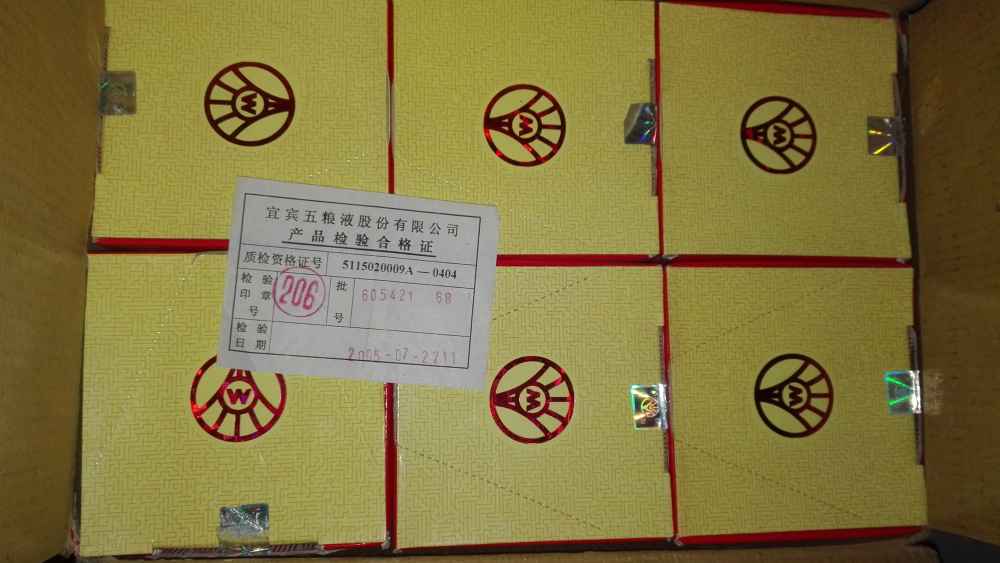 宜宾五粮液股份有限公司
产品检验合格证
质检资格证号 5115020009A—0404
检验印章号 206 批号 605421 68
检验日期 2005-07-2211